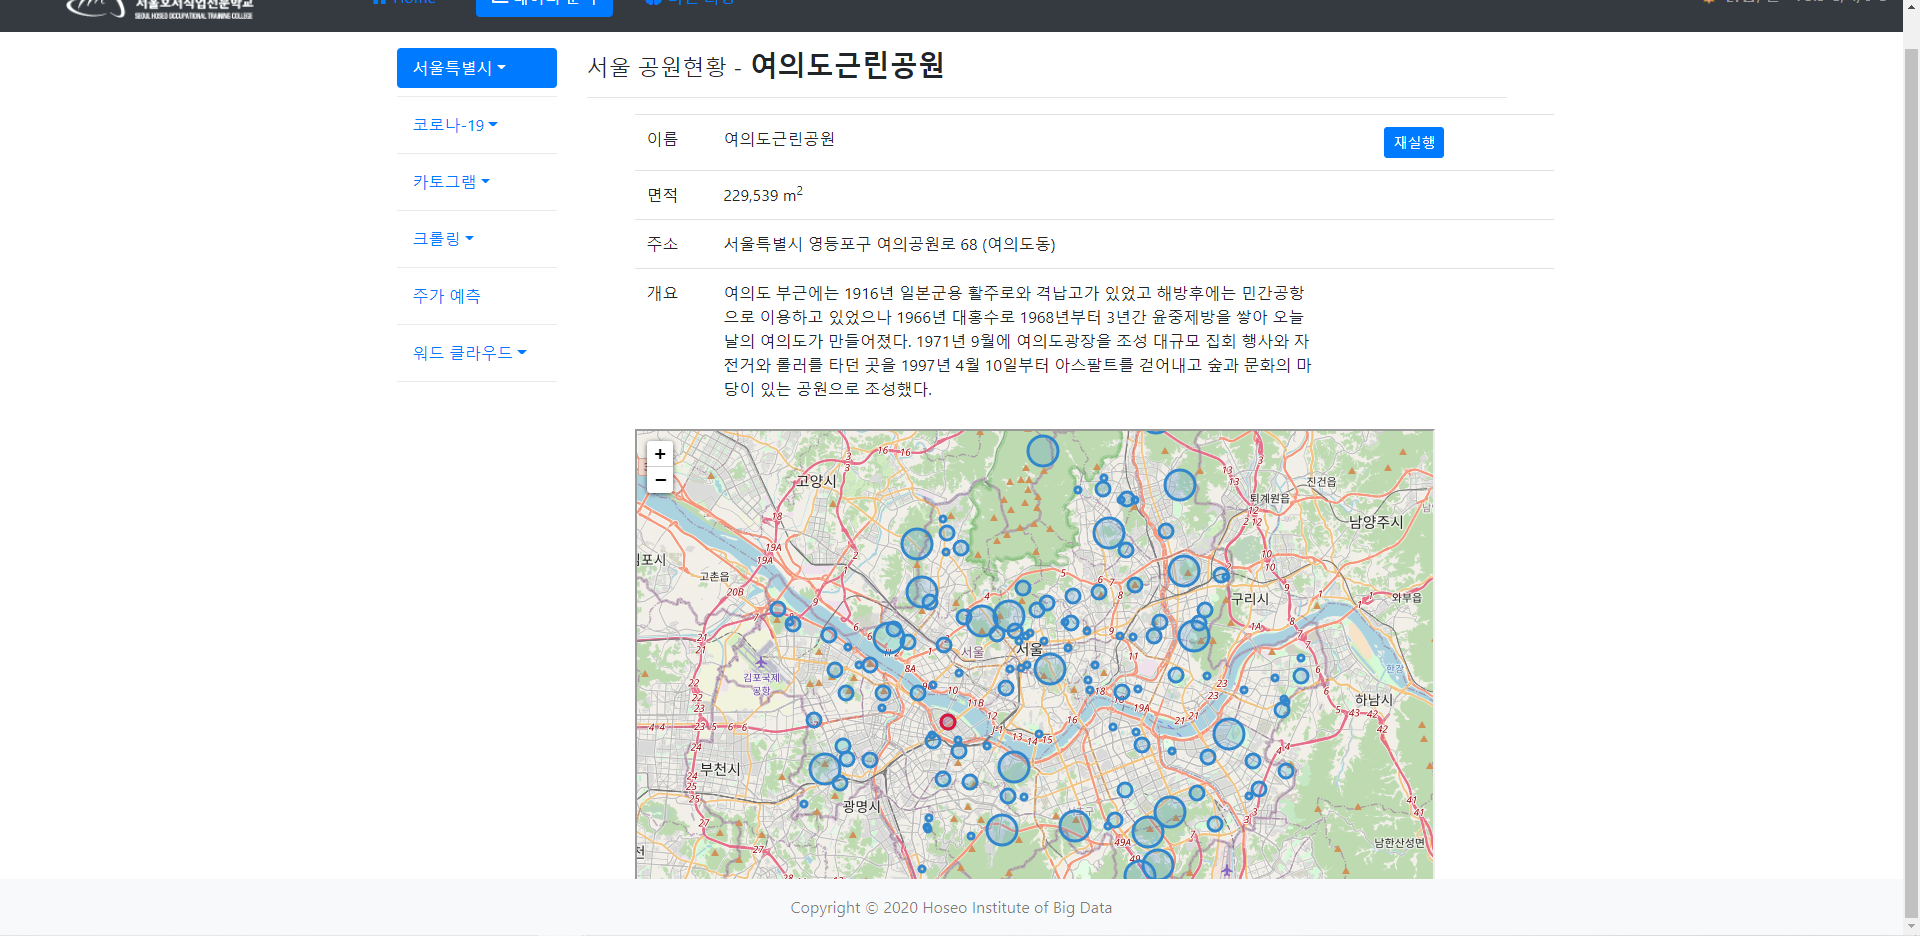 서울호서직업전문학교
SEOUL HOSEO OCCUPATIONAL TRAINING COLLEGE
Home
서울특별시
코로나-19
카토그램
크롤링
주가 예측
워드 클라우드
서울 공원현황 - 여의도근린공원
이름 여의도근린공원 재실행
면적 229,539 m²
주소 서울특별시 영등포구 여의공원로 68 (여의도동)
개요 여의도 부근에는 1916년 일본군용 활주로와 격납고가 있었고 해방후에는 민간공항
으로 이용하고 있었으나 1966년 대홍수로 1968년부터 3년간 윤중제방을 쌓아 오늘
날의 여의도가 만들어졌다. 1971년 9월에 여의도광장을 조성 대규모 집회 행사와 자
전거와 롤러를 타던 곳을 1997년 4월 10일부터 아스팔트를 걷어내고 숲과 문화의 마
당이 있는 공원으로 조성했다.
+
−
고양시
진건읍
퇴계원읍
남양주시
고촌읍
와부읍
구리시
서울
서울
김포국제
공항
한강
하남시
부천시
광명시
남한산성면
Copyright © 2020 Hoseo Institute of Big Data